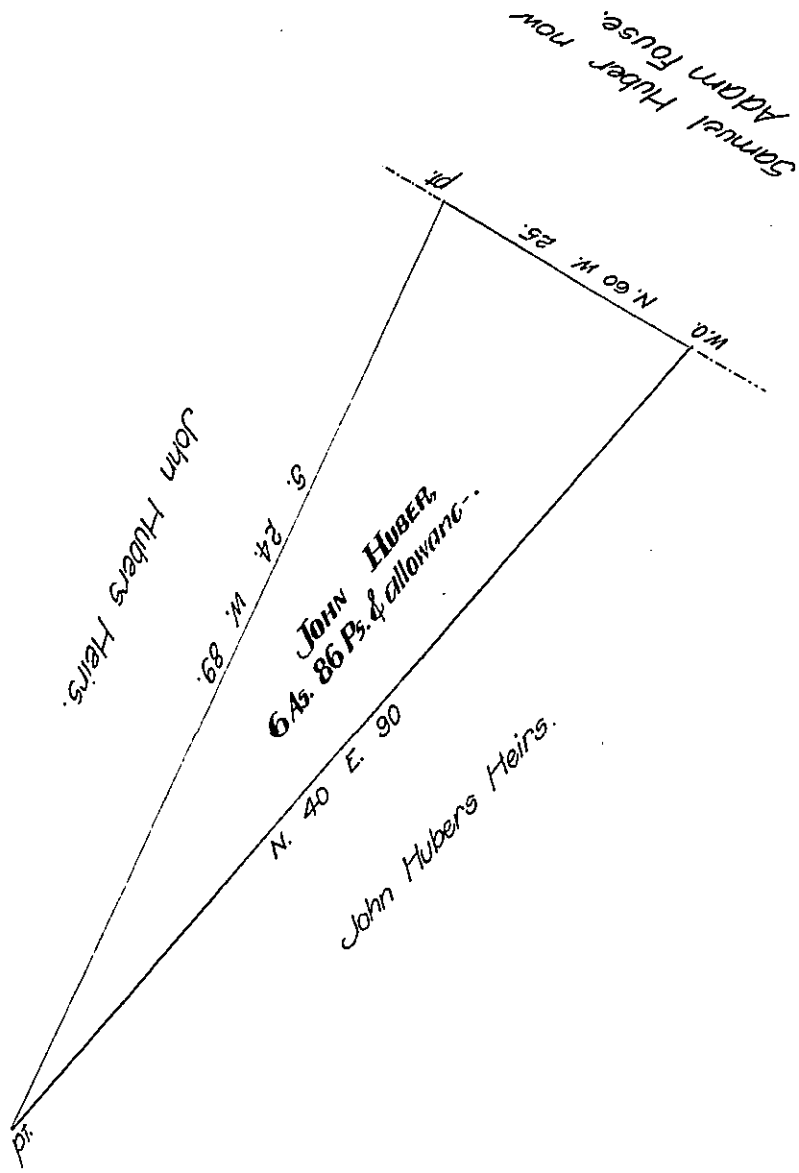 Samuel Huber now
Adam Fouse.
pt.
N. 60 W. 25.
W.O.
John Hubers Heirs.
S. 24. W. 89.
JOHN HUBER,
6 As. 86 Ps. & allowanc-.
N. 40 E. 90
John Hubers Heirs.
pt.